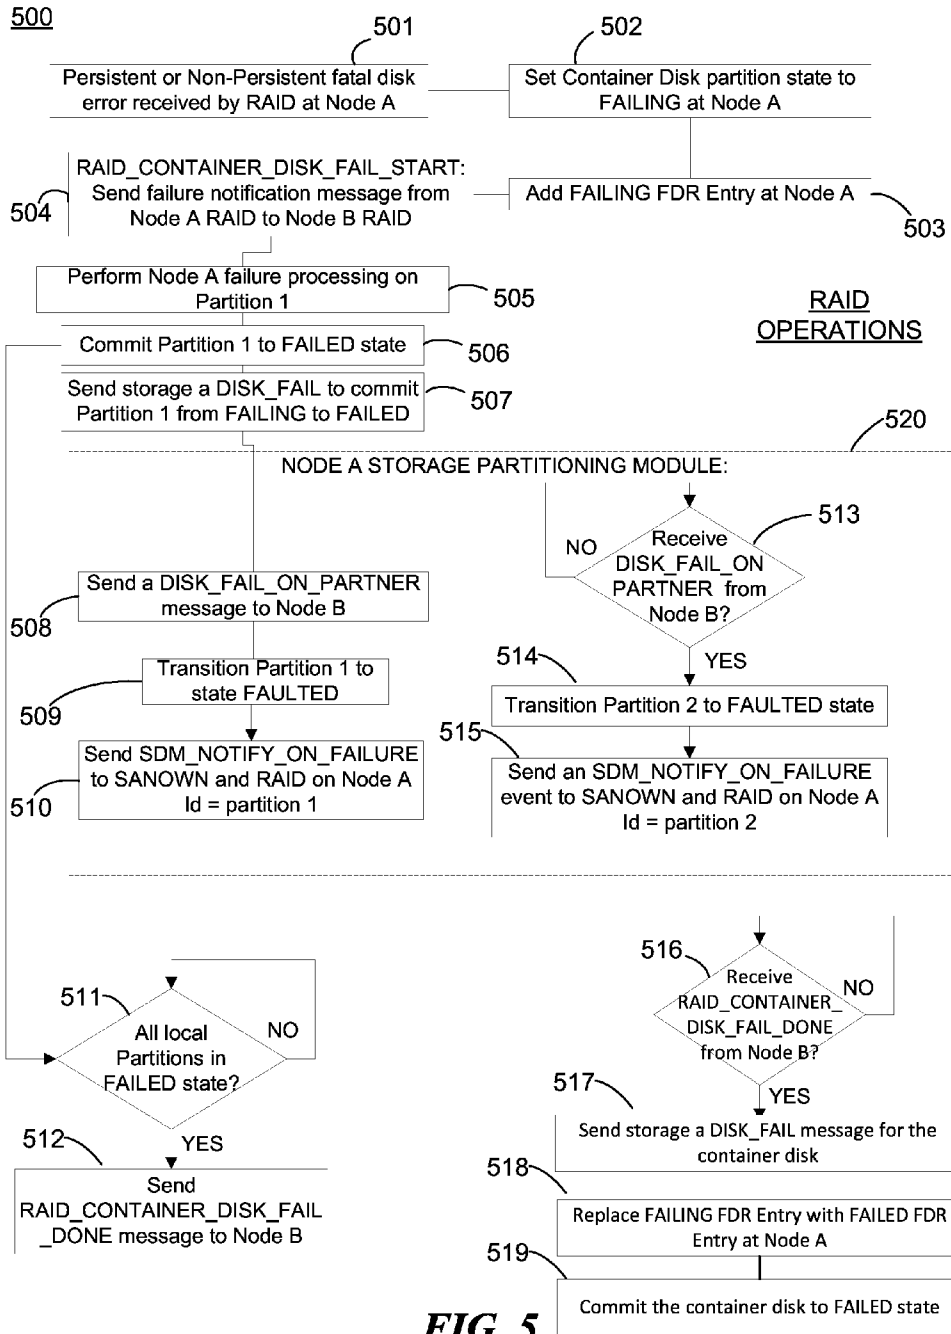 500
501
502
Persistent or Non-Persistent fatal disk
error received by RAID at Node A
Set Container Disk partition state to
FAILING at Node A
RAID_CONTAINER_DISK_FAIL_START:
Send failure notification message from
Node A RAID to Node B RAID
504
Add FAILING FDR Entry at Node A
503
Perform Node A failure processing on
Partition 1
505
RAID
OPERATIONS
Commit Partition 1 to FAILED state
506
Send storage a DISK_FAIL to commit
Partition 1 from FAILING to FAILED
507
520
NODE A STORAGE PARTITIONING MODULE:
513
NO
Receive
DISK_FAIL_ON
PARTNER from
Node B?
YES
Send a DISK_FAIL_ON_PARTNER
message to Node B
508
Transition Partition 1 to
state FAULTED
509
514
Transition Partition 2 to FAULTED state
Send SDM_NOTIFY_ON_FAILURE
to SANOWN and RAID on Node A
Id = partition 1
510
515
Send an SDM_NOTIFY_ON_FAILURE
event to SANOWN and RAID on Node A
Id = partition 2
511
All local
Partitions in
FAILED state?
NO
YES
516
Receive
RAID_CONTAINER_
DISK_FAIL_DONE
from Node B?
NO
YES
512
Send
RAID_CONTAINER_DISK_FAIL
_DONE message to Node B
517
Send storage a DISK_FAIL message for the
container disk
518
Replace FAILING FDR Entry with FAILED FDR
Entry at Node A
519
Commit the container disk to FAILED state
FIG. 5